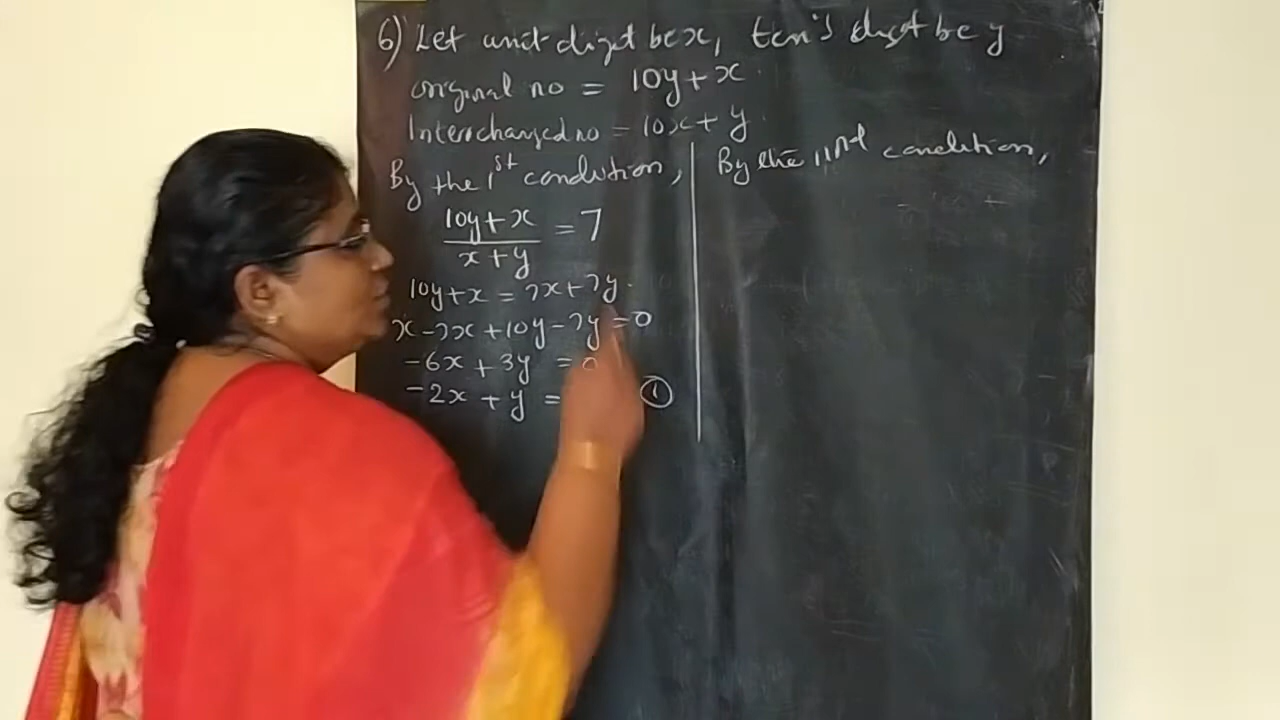 6) Let unit digit be x, ten's digit be y
original no = 10y + x
Interchanged no = 10x + y
By the 1st condition,
10y + x / x + y = 7
10y + x = 7x + 7y
x - 7x + 10y - 7y = 0
-6x + 3y = 0
-2x + y = 1
By the IInd condition,